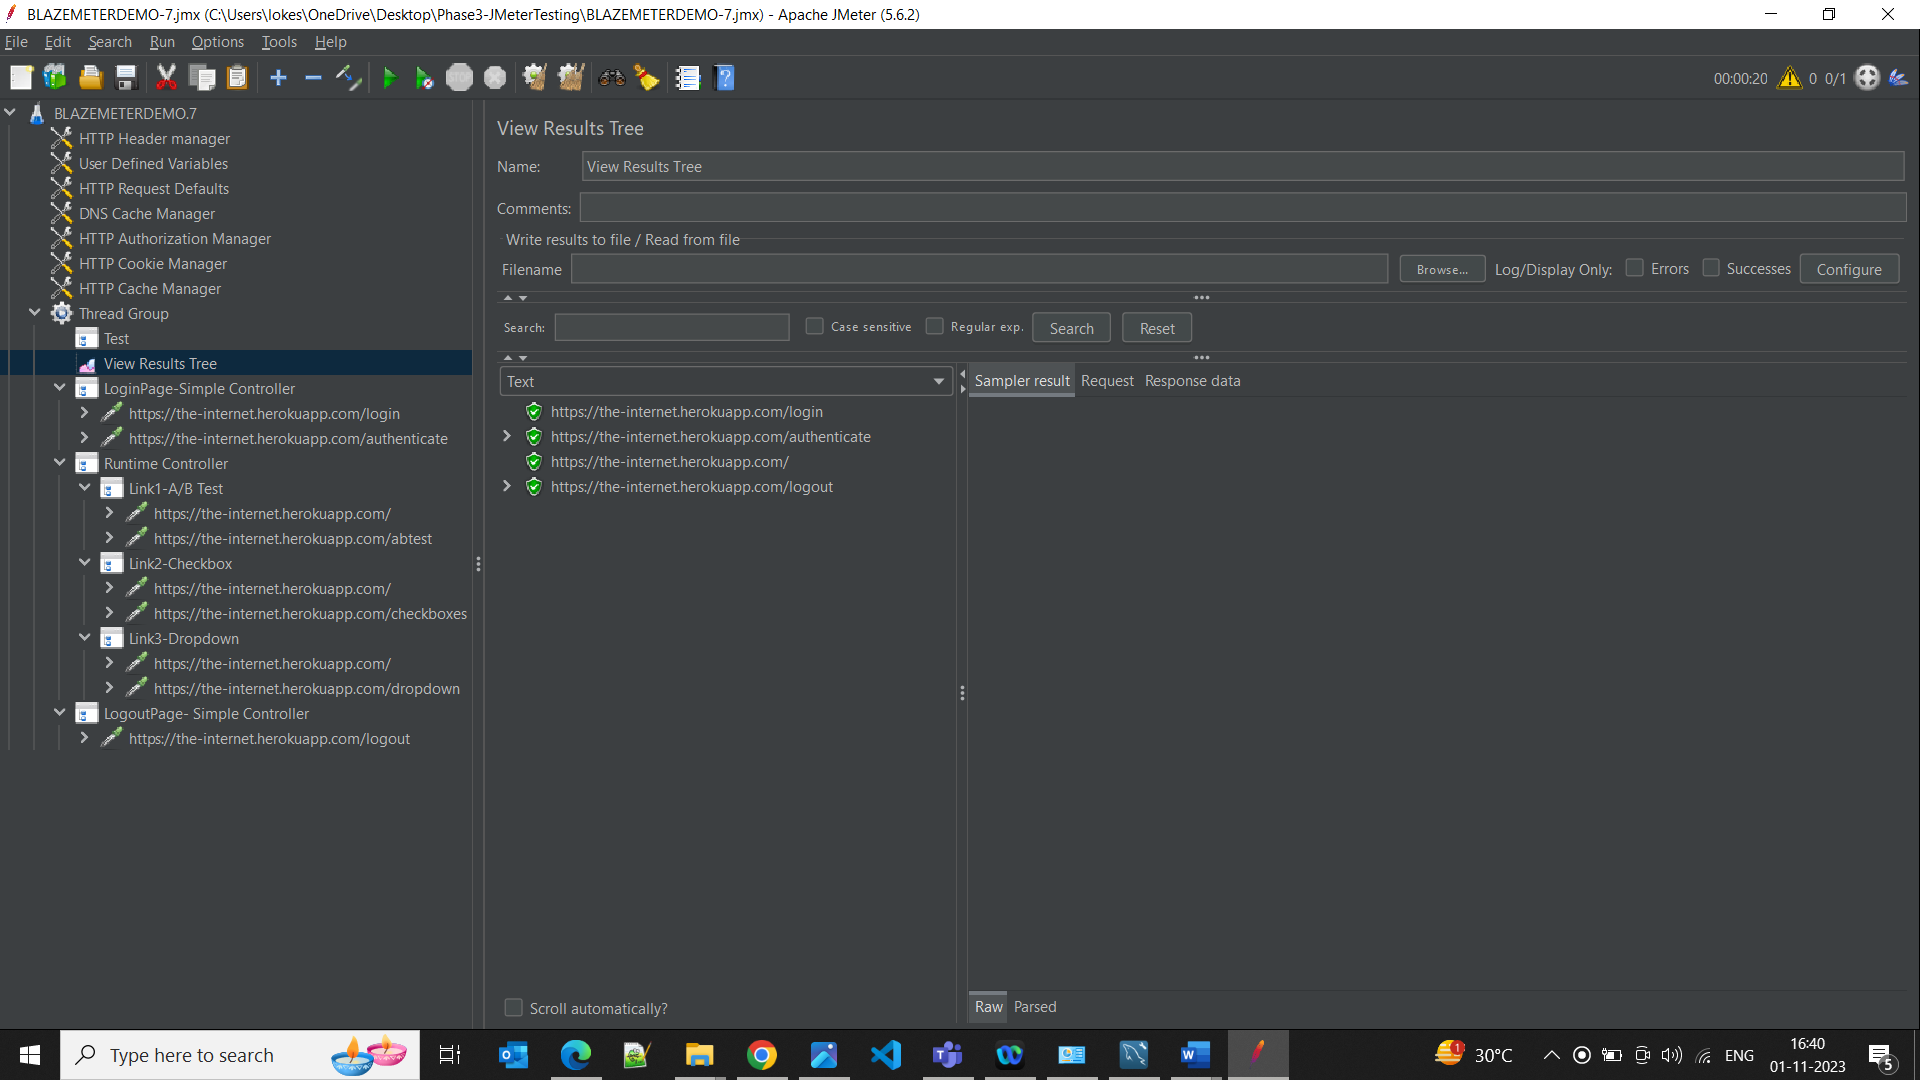 BLAZEMETERDEMO-7.jmx (C:\Users\lokes\OneDrive\Desktop\Phase3-JMeterTesting\BLAZEMETERDEMO-7.jmx) - Apache JMeter (5.6.2)
File Edit Search Run Options Tools Help
STOP 00:00:20 0 0/1
BLAZEMETERDEMO.7
HTTP Header manager
User Defined Variables
HTTP Request Defaults
DNS Cache Manager
HTTP Authorization Manager
HTTP Cookie Manager
HTTP Cache Manager
Thread Group
Test
View Results Tree
LoginPage-Simple Controller
https://the-internet.herokuapp.com/login
https://the-internet.herokuapp.com/authenticate
Runtime Controller
Link1-A/B Test
https://the-internet.herokuapp.com/
https://the-internet.herokuapp.com/abtest
Link2-Checkbox
https://the-internet.herokuapp.com/
https://the-internet.herokuapp.com/checkboxes
Link3-Dropdown
https://the-internet.herokuapp.com/
https://the-internet.herokuapp.com/dropdown
LogoutPage- Simple Controller
https://the-internet.herokuapp.com/logout
View Results Tree
Name: View Results Tree
Comments:
Write results to file / Read from file
Filename Browse... Log/Display Only: Errors Successes Configure
Search: Case sensitive Regular exp. Search Reset
Text
Sampler result Request Response data
https://the-internet.herokuapp.com/login
https://the-internet.herokuapp.com/authenticate
https://the-internet.herokuapp.com/
https://the-internet.herokuapp.com/logout
Scroll automatically?
Raw Parsed
Type here to search
1 30°C ENG 16:40
01-11-2023
5